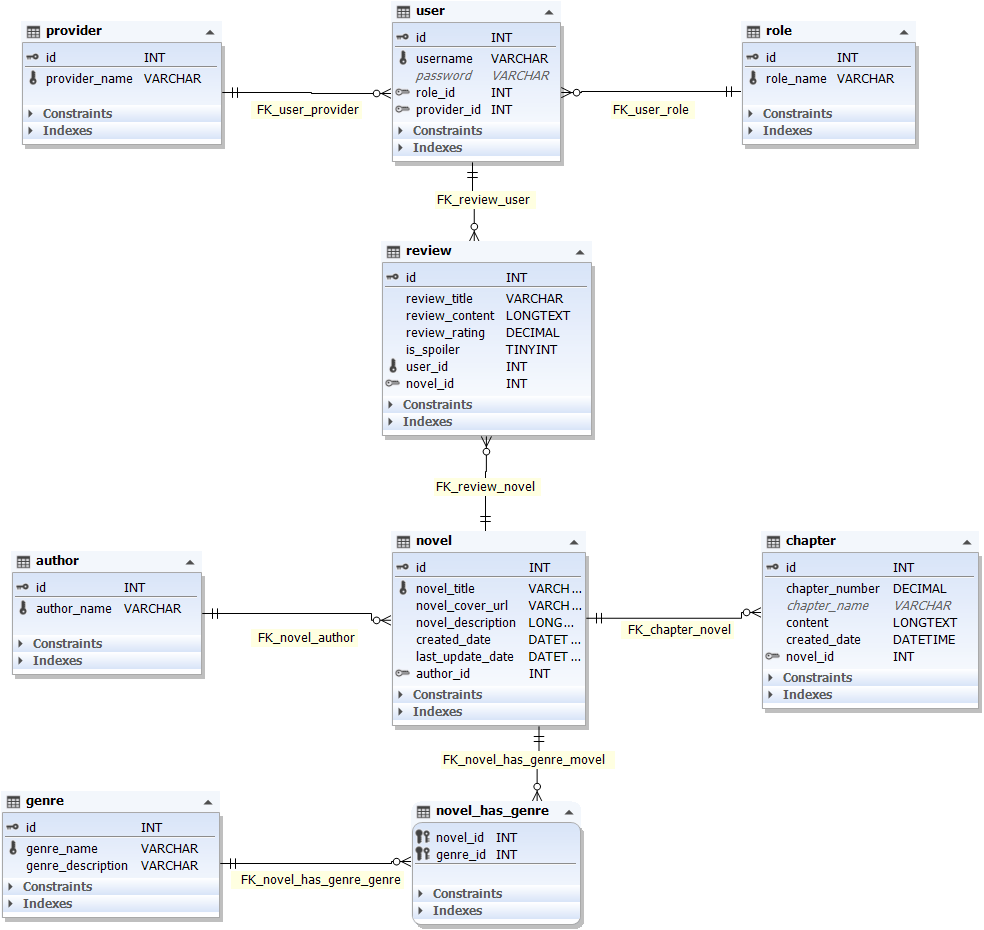 provider
id INT
provider_name VARCHAR
Constraints
Indexes
FK_user_provider
user
id INT
username VARCHAR
password VARCHAR
role_id INT
provider_id INT
Constraints
Indexes
FK_user_role
role
id INT
role_name VARCHAR
Constraints
Indexes
FK_review_user
review
id INT
review_title VARCHAR
review_content LONGTEXT
review_rating DECIMAL
is_spoiler TINYINT
user_id INT
novel_id INT
Constraints
Indexes
FK_review_novel
author
id INT
author_name VARCHAR
Constraints
Indexes
FK_novel_author
novel
id INT
novel_title VARCH...
novel_cover_url VARCH...
novel_description LONG...
created_date DATET...
last_update_date DATET...
author_id INT
Constraints
Indexes
FK_chapter_novel
chapter
id INT
chapter_number DECIMAL
chapter_name VARCHAR
content LONGTEXT
created_date DATETIME
novel_id INT
Constraints
Indexes
FK_novel_has_genre_movel
genre
id INT
genre_name VARCHAR
genre_description VARCHAR
Constraints
Indexes
FK_novel_has_genre_genre
novel_has_genre
novel_id INT
genre_id INT
Constraints
Indexes